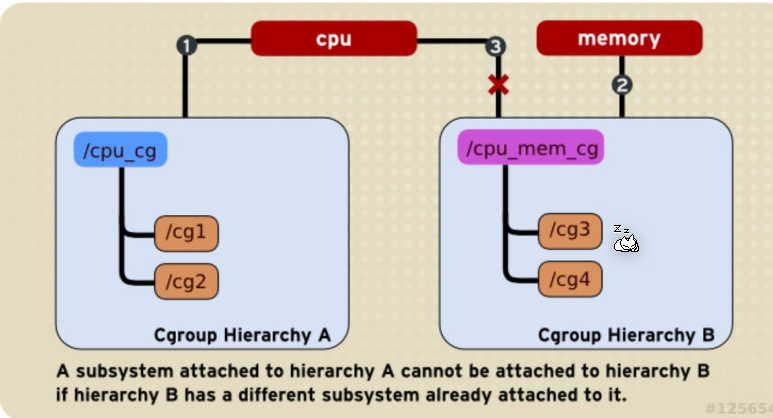 cpu
memory
1
3
2
/cpu_cg
/cpu_mem_cg
/cg1
/cg3
z z
/cg2
/cg4
Cgroup Hierarchy A
Cgroup Hierarchy B
A subsystem attached to hierarchy A cannot be attached to hierarchy B
if hierarchy B has a different subsystem already attached to it.